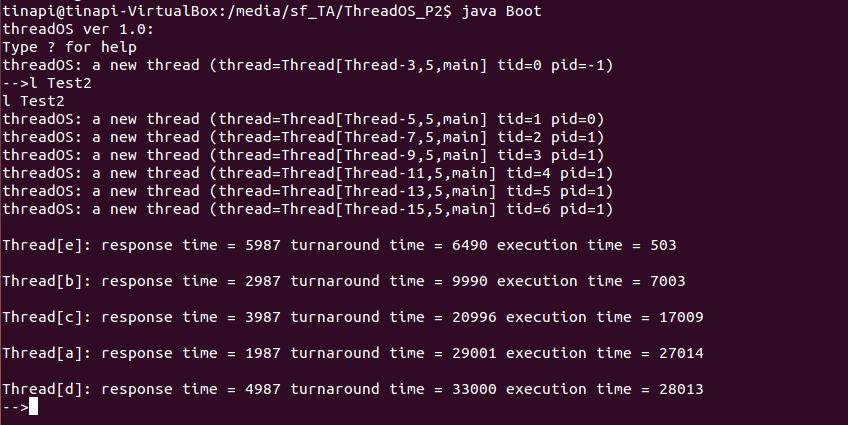 tinapi@tinapi-VirtualBox:/media/sf_TA/ThreadOS_P2$ java Boot
threadOS ver 1.0:
Type ? for help
threadOS: a new thread (thread=Thread[Thread-3,5,main] tid=0 pid=-1)
-->l Test2
l Test2
threadOS: a new thread (thread=Thread[Thread-5,5,main] tid=1 pid=0)
threadOS: a new thread (thread=Thread[Thread-7,5,main] tid=2 pid=1)
threadOS: a new thread (thread=Thread[Thread-9,5,main] tid=3 pid=1)
threadOS: a new thread (thread=Thread[Thread-11,5,main] tid=4 pid=1)
threadOS: a new thread (thread=Thread[Thread-13,5,main] tid=5 pid=1)
threadOS: a new thread (thread=Thread[Thread-15,5,main] tid=6 pid=1)
Thread[e]: response time = 5987 turnaround time = 6490 execution time = 503
Thread[b]: response time = 2987 turnaround time = 9990 execution time = 7003
Thread[c]: response time = 3987 turnaround time = 20996 execution time = 17009
Thread[a]: response time = 1987 turnaround time = 29001 execution time = 27014
Thread[d]: response time = 4987 turnaround time = 33000 execution time = 28013
-->